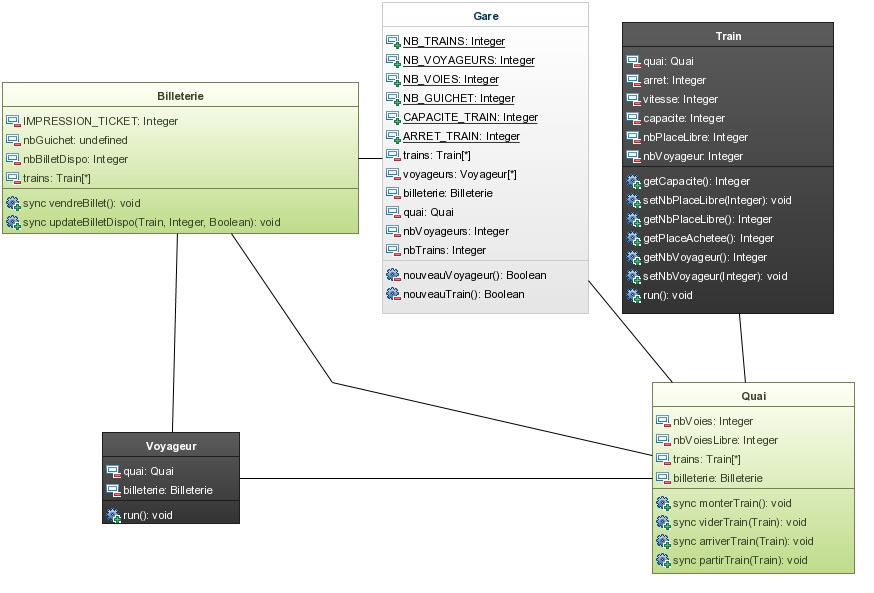 Billeterie
IMPRESSION_TICKET: Integer
nbGuichet: undefined
nbBilletDispo: Integer
trains: Train[*]
sync vendreBillet(): void
sync updateBilletDispo(Train, Integer, Boolean): void
Gare
NB_TRAINS: Integer
NB_VOYAGEURS: Integer
NB_VOIES: Integer
NB_GUICHET: Integer
CAPACITE_TRAIN: Integer
ARRET_TRAIN: Integer
trains: Train[*]
voyageurs: Voyageur[*]
billeterie: Billeterie
quai: Quai
nbVoyageurs: Integer
nbTrains: Integer
nouveauVoyageur(): Boolean
nouveauTrain(): Boolean
Train
quai: Quai
arret: Integer
vitesse: Integer
capacite: Integer
nbPlaceLibre: Integer
nbVoyageur: Integer
getCapacite(): Integer
setNbPlaceLibre(Integer): void
getNbPlaceLibre(): Integer
getPlaceAchetee(): Integer
getNbVoyageur(): Integer
setNbVoyageur(Integer): void
run(): void
Voyageur
quai: Quai
billeterie: Billeterie
run(): void
Quai
nbVoies: Integer
nbVoiesLibre: Integer
trains: Train[*]
billeterie: Billeterie
sync monterTrain(): void
sync viderTrain(Train): void
sync arriverTrain(Train): void
sync partirTrain(Train): void